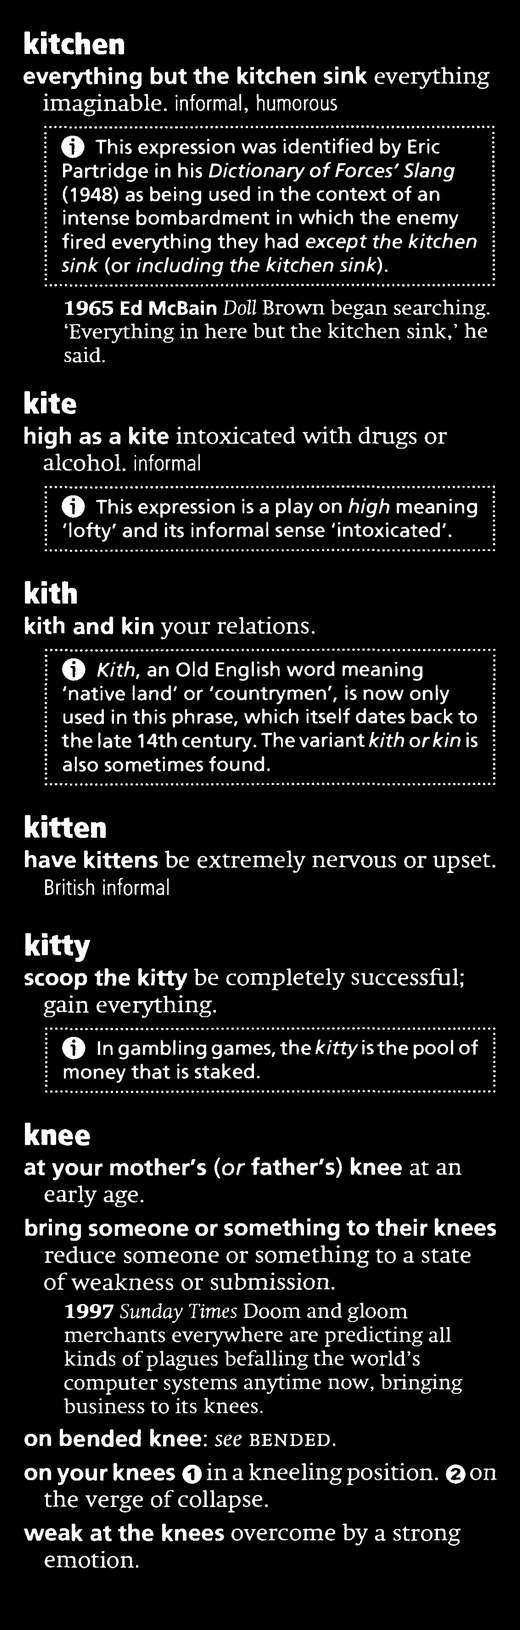 kitchen
everything but the kitchen sink everything
imaginable. informal, humorous
ⓘ This expression was identified by Eric
Partridge in his Dictionary of Forces’ Slang
(1948) as being used in the context of an
intense bombardment in which the enemy
fired everything they had except the kitchen
sink (or including the kitchen sink).
1965 Ed McBain Doll Brown began searching.
‘Everything in here but the kitchen sink,’ he
said.
kite
high as a kite intoxicated with drugs or
alcohol. informal
ⓘ This expression is a play on high meaning
‘lofty’ and its informal sense ‘intoxicated’.
kith
kith and kin your relations.
ⓘ Kith, an Old English word meaning
‘native land’ or ‘countrymen’, is now only
used in this phrase, which itself dates back to
the late 14th century. The variant kith or kin is
also sometimes found.
kitten
have kittens be extremely nervous or upset.
British informal
kitty
scoop the kitty be completely successful;
gain everything.
ⓘ In gambling games, the kitty is the pool of
money that is staked.
knee
at your mother’s (or father’s) knee at an
early age.
bring someone or something to their knees
reduce someone or something to a state
of weakness or submission.
1997 Sunday Times Doom and gloom
merchants everywhere are predicting all
kinds of plagues befalling the world’s
computer systems anytime now, bringing
business to its knees.
on bended knee: see BENDED.
on your knees ❶ in a kneeling position. ❷ on
the verge of collapse.
weak at the knees overcome by a strong
emotion.